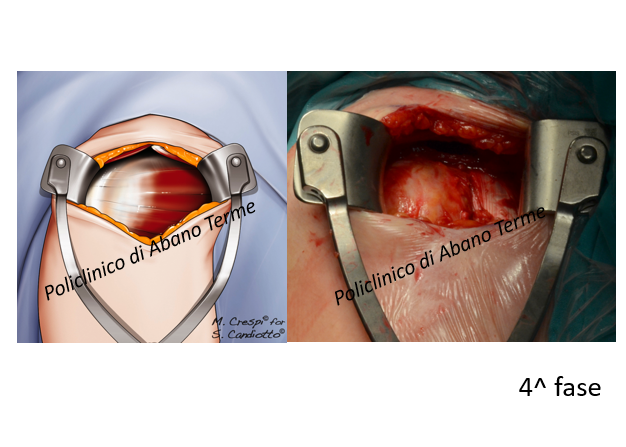 Policlinico di Abano Terme
Policlinico di Abano Terme
M. Crespi© for
S. Candiotto©
4^ fase